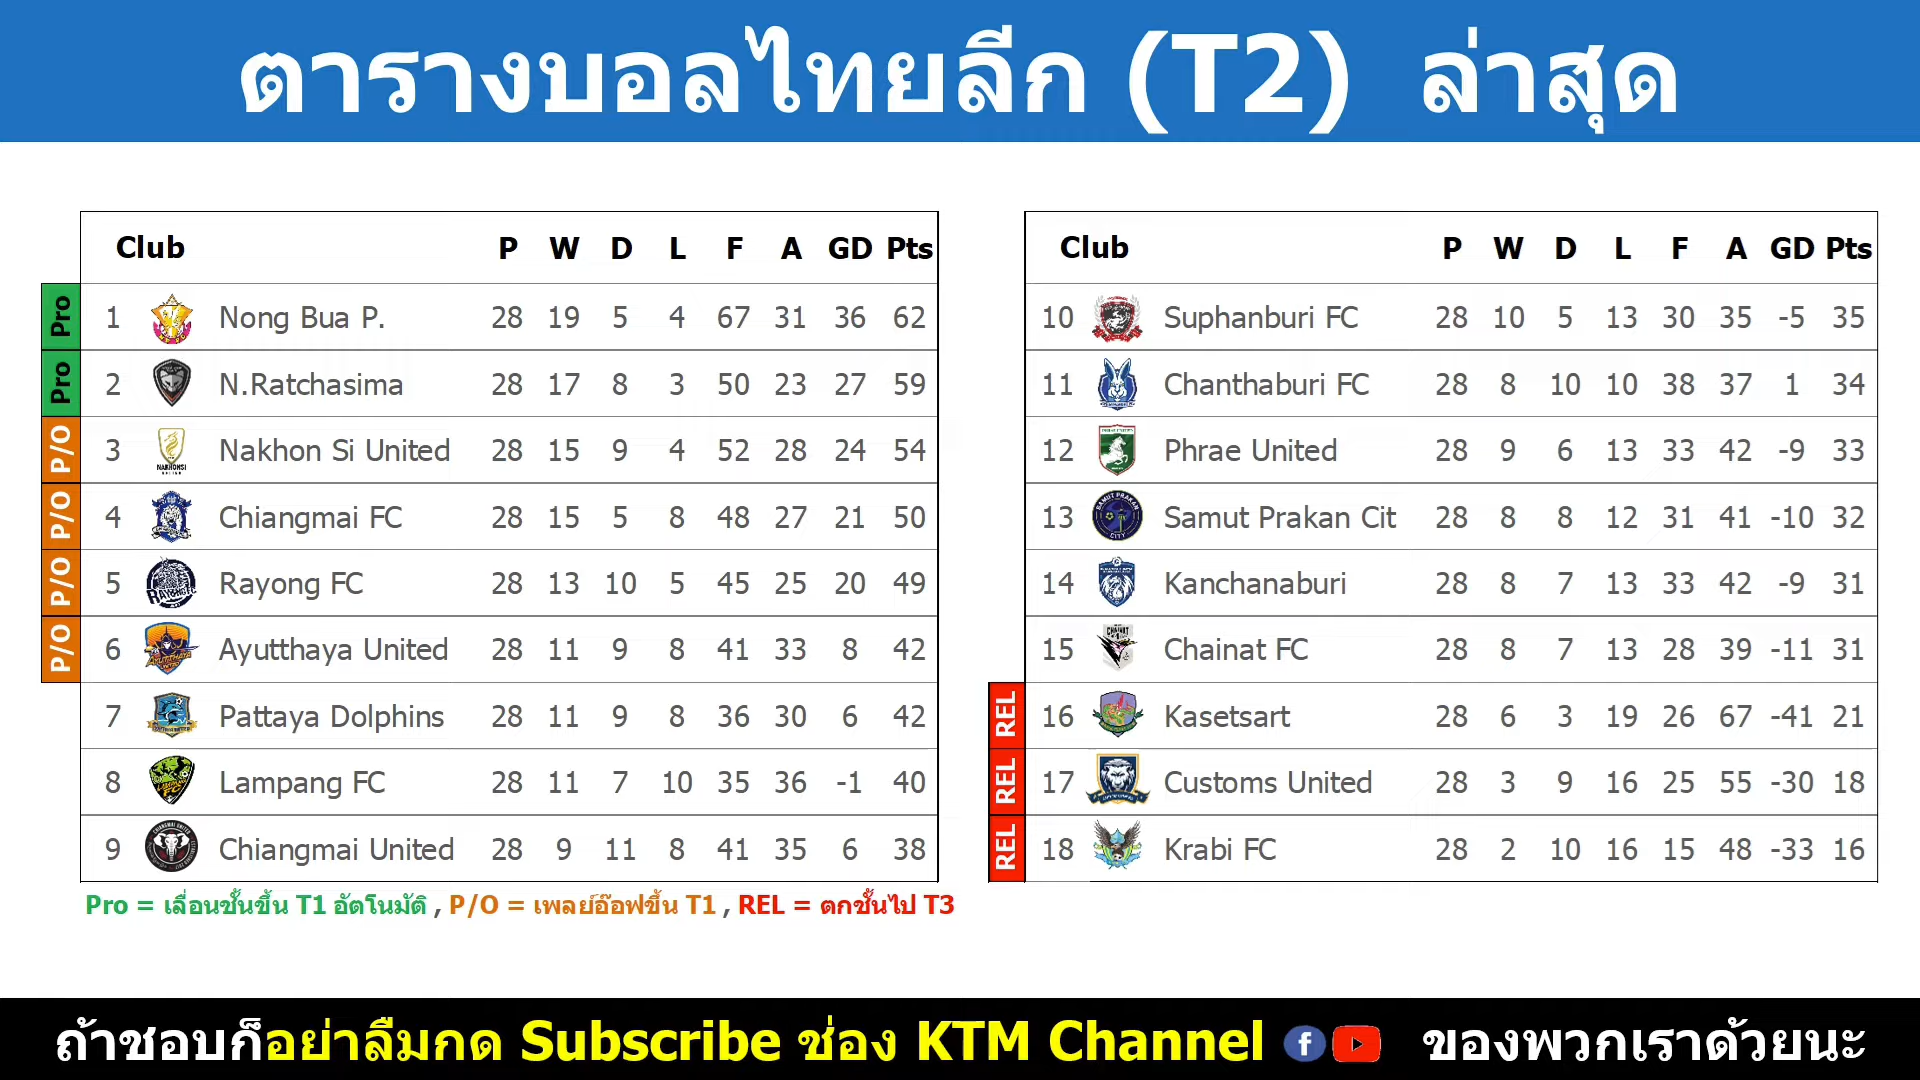 ตารางบอลไทยลีก (T2) ล่าสุด
Club P W D L F A GD Pts
Pro 1 Nong Bua P. 28 19 5 4 67 31 36 62
Pro 2 N.Ratchasima 28 17 8 3 50 23 27 59
P/O 3 Nakhon Si United 28 15 9 4 52 28 24 54
P/O 4 Chiangmai FC 28 15 5 8 48 27 21 50
P/O 5 Rayong FC 28 13 10 5 45 25 20 49
P/O 6 Ayutthaya United 28 11 9 8 41 33 8 42
7 Pattaya Dolphins 28 11 9 8 36 30 6 42
8 Lampang FC 28 11 7 10 35 36 -1 40
9 Chiangmai United 28 9 11 8 41 35 6 38
Club P W D L F A GD Pts
10 Suphanburi FC 28 10 5 13 30 35 -5 35
11 Chanthaburi FC 28 8 10 10 38 37 1 34
12 Phrae United 28 9 6 13 33 42 -9 33
13 Samut Prakan Cit 28 8 8 12 31 41 -10 32
14 Kanchanaburi 28 8 7 13 33 42 -9 31
15 Chainat FC 28 8 7 13 28 39 -11 31
REL 16 Kasetsart 28 6 3 19 26 67 -41 21
REL 17 Customs United 28 3 9 16 25 55 -30 18
REL 18 Krabi FC 28 2 10 16 15 48 -33 16
Pro = เลื่อนชั้นขึ้น T1 อัตโนมัติ , P/O = เพลย์อ๊อฟขึ้น T1 , REL = ตกชั้นไป T3
ถ้าชอบก็อย่าลืมกด Subscribe ช่อง KTM Channel ของพวกเราด้วยนะ